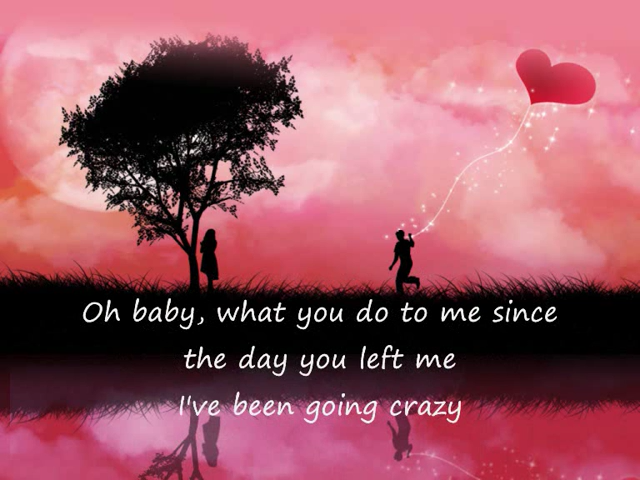 Oh baby, what you do to me since
the day you left me
I've been going crazy